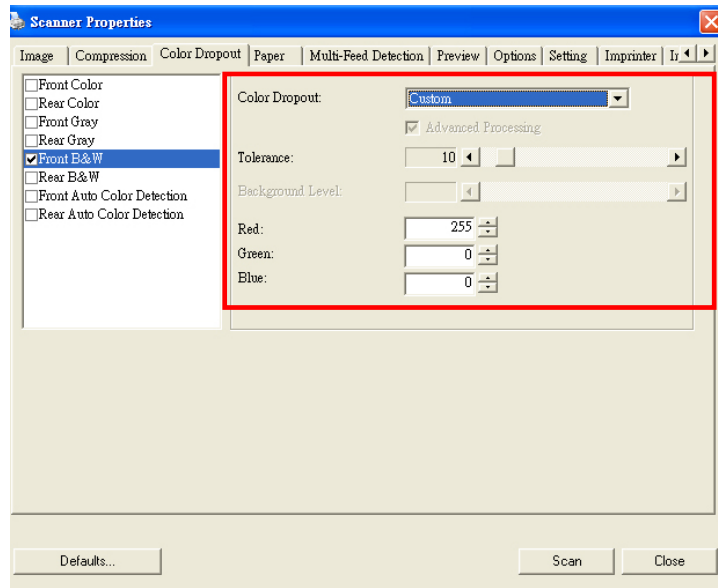 Scanner Properties
Image Compression Color Dropout Paper Multi-Feed Detection Preview Options Setting Imprinter
Front Color
Rear Color
Front Gray
Rear Gray
Front B&W
Rear B&W
Front Auto Color Detection
Rear Auto Color Detection
Color Dropout: Custom
Advanced Processing
Tolerance: 10
Background Level:
Red: 255
Green: 0
Blue: 0
Defaults... Scan Close